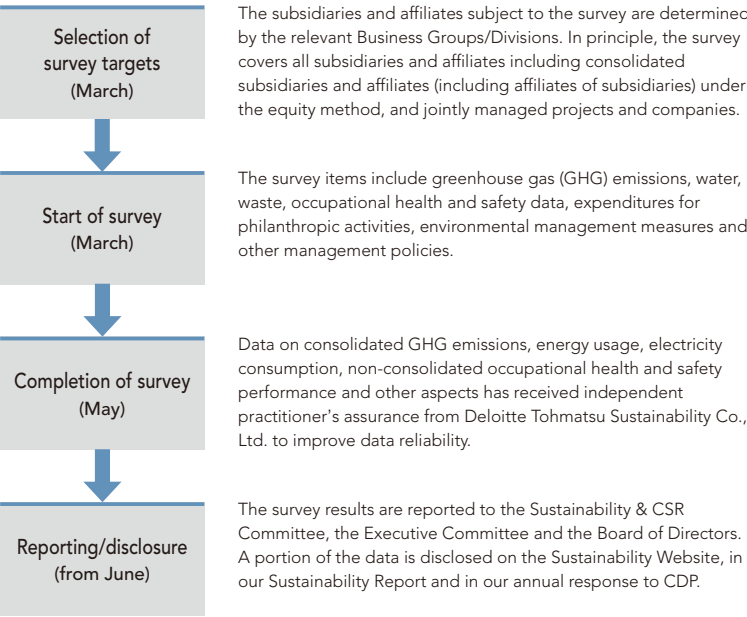 Selection of
survey targets
(March)
The subsidiaries and affiliates subject to the survey are determined
by the relevant Business Groups/Divisions. In principle, the survey
covers all subsidiaries and affiliates including consolidated
subsidiaries and affiliates (including affiliates of subsidiaries) under
the equity method, and jointly managed projects and companies.
Start of survey
(March)
The survey items include greenhouse gas (GHG) emissions, water,
waste, occupational health and safety data, expenditures for
philanthropic activities, environmental management measures and
other management policies.
Completion of survey
(May)
Data on consolidated GHG emissions, energy usage, electricity
consumption, non-consolidated occupational health and safety
performance and other aspects has received independent
practitioner's assurance from Deloitte Tohmatsu Sustainability Co.,
Ltd. to improve data reliability.
Reporting/disclosure
(from June)
The survey results are reported to the Sustainability & CSR
Committee, the Executive Committee and the Board of Directors.
A portion of the data is disclosed on the Sustainability Website, in
our Sustainability Report and in our annual response to CDP.